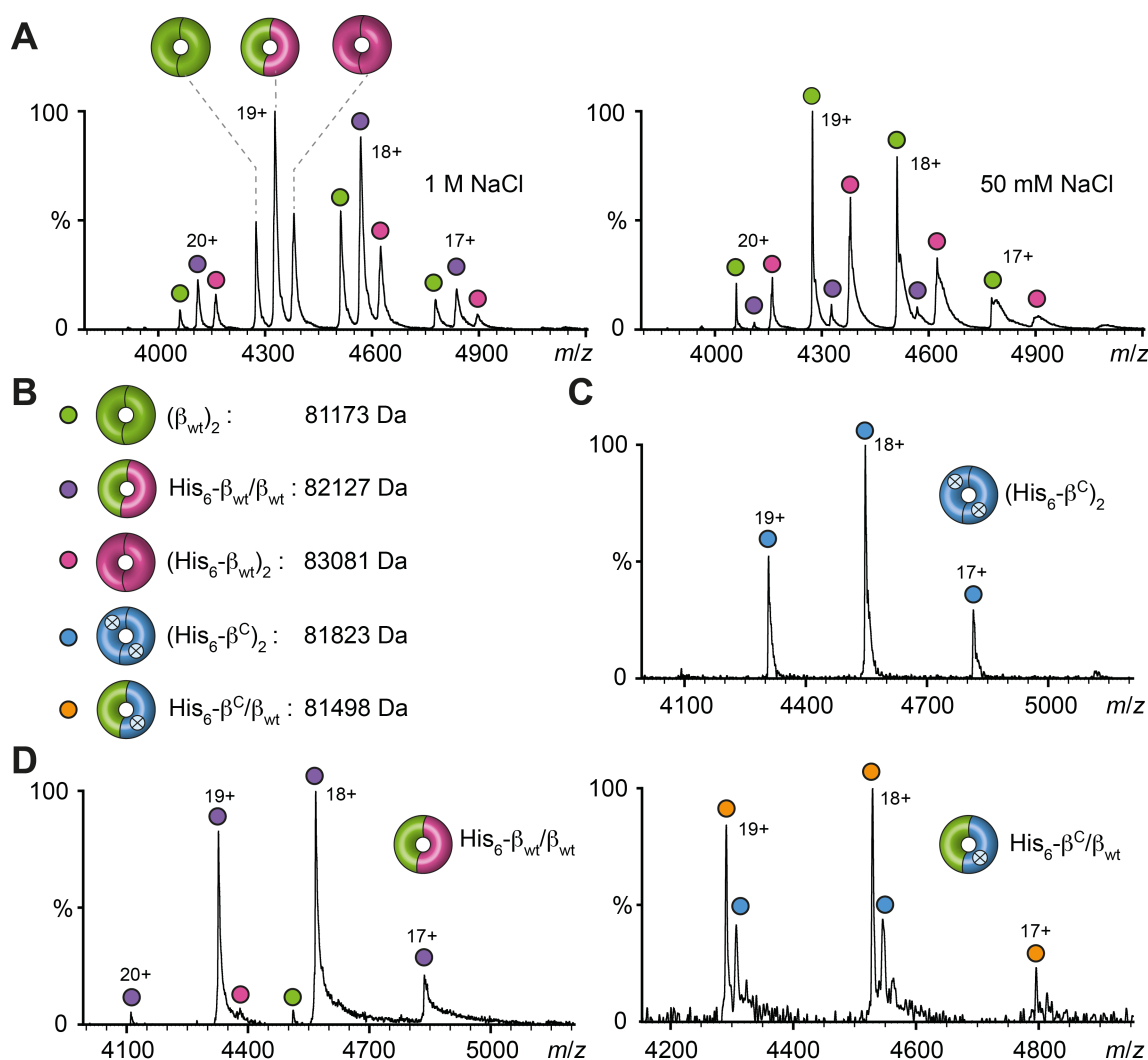 A
100
%
0
19+
20+
18+
17+
1 M NaCl
4000 4300 4600 4900 m/z
100
%
0
19+
20+
18+
17+
50 mM NaCl
4000 4300 4600 4900 m/z
B
(βwt)2 : 81173 Da
His6-βwt/βwt : 82127 Da
(His6-βwt)2 : 83081 Da
(His6-βC)2 : 81823 Da
His6-βC/βwt : 81498 Da
C
100
%
0
19+
18+
17+
(His6-βC)2
4100 4400 4700 5000 m/z
D
100
%
0
20+
19+
18+
17+
His6-βwt/βwt
4100 4400 4700 5000 m/z
100
%
0
19+
18+
17+
His6-βC/βwt
4200 4400 4600 4800 m/z